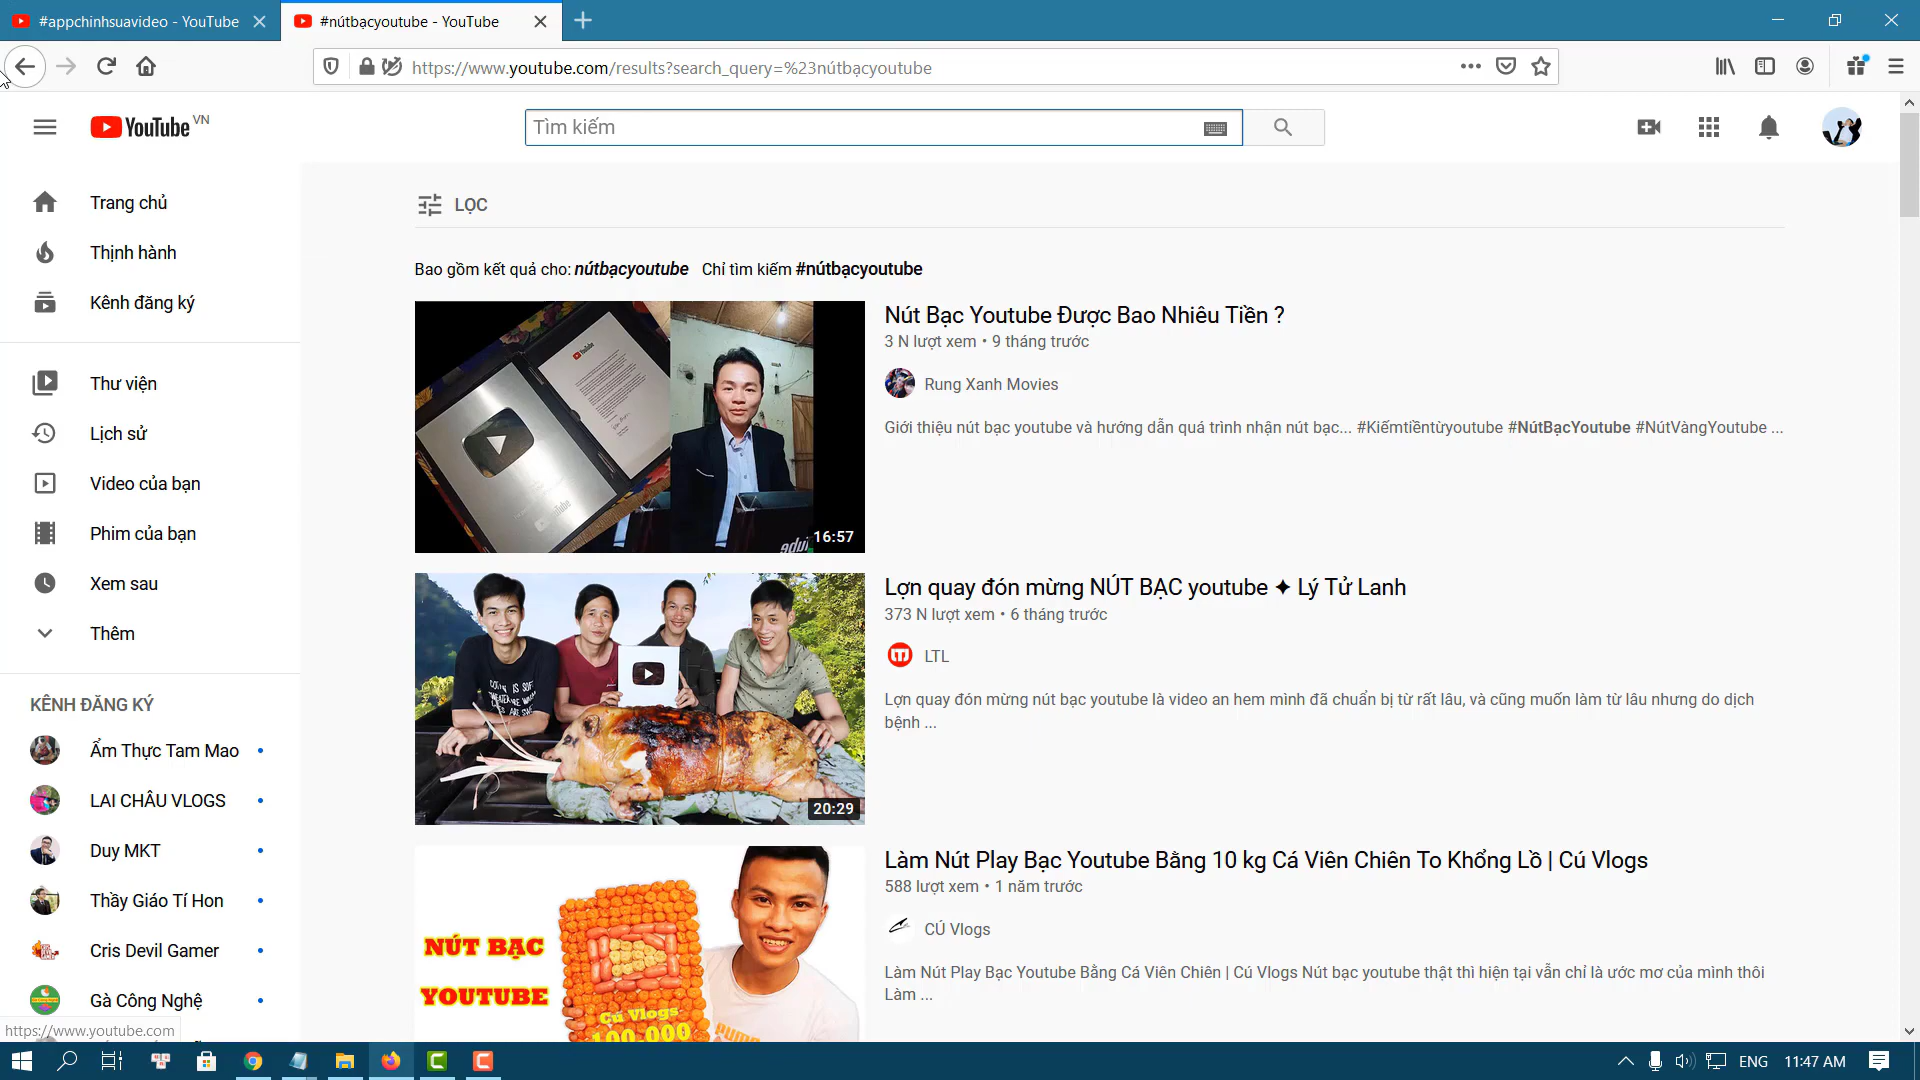 #appchinhsuavideo - YouTube
#nútbạcyoutube - YouTube
https://www.youtube.com/results?search_query=%23nútbạcyoutube
YouTube VN
Tìm kiếm
Trang chủ
Thịnh hành
Kênh đăng ký
Thư viện
Lịch sử
Video của bạn
Phim của bạn
Xem sau
Thêm
KÊNH ĐĂNG KÝ
Ẩm Thực Tam Mao
LAI CHÂU VLOGS
Duy MKT
Thầy Giáo Tí Hon
Cris Devil Gamer
Gà Công Nghệ
https://www.youtube.com
LỌC
Bao gồm kết quả cho: nútbạcyoutube Chỉ tìm kiếm #nútbạcyoutube
YouTube
16:57
Nút Bạc Youtube Được Bao Nhiêu Tiền ?
3 N lượt xem • 9 tháng trước
Rung Xanh Movies
Giới thiệu nút bạc youtube và hướng dẫn quá trình nhận nút bạc... #Kiếmtiềntừyoutube #NútBạcYoutube #NútVàngYoutube ...
20:29
Lợn quay đón mừng NÚT BẠC youtube ✦ Lý Tử Lanh
373 N lượt xem • 6 tháng trước
LTL
Lợn quay đón mừng nút bạc youtube là video an hem mình đã chuẩn bị từ rất lâu, và cũng muốn làm từ lâu nhưng do dịch
bệnh ...
NÚT BẠC
YOUTUBE
Cú Vlogs
100.000
Làm Nút Play Bạc Youtube Bằng 10 kg Cá Viên Chiên To Khổng Lồ | Cú Vlogs
588 lượt xem • 1 năm trước
CÚ Vlogs
Làm Nút Play Bạc Youtube Bằng Cá Viên Chiên | Cú Vlogs Nút bạc youtube thật thì hiện tại vẫn chỉ là ước mơ của mình thôi
Làm ...
ENG
11:47 AM